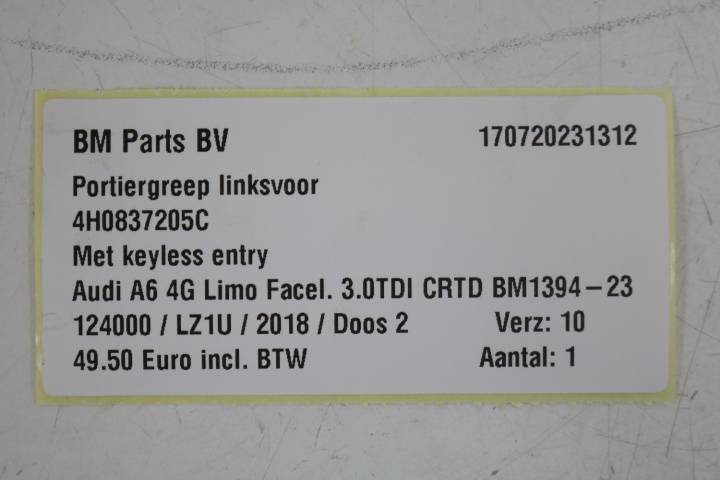 BM Parts BV 170720231312
Portiergreep linksvoor
4H0837205C
Met keyless entry
Audi A6 4G Limo Facel. 3.0TDI CRTD BM1394-23
124000 / LZ1U / 2018 / Doos 2 Verz: 10
49.50 Euro incl. BTW Aantal: 1